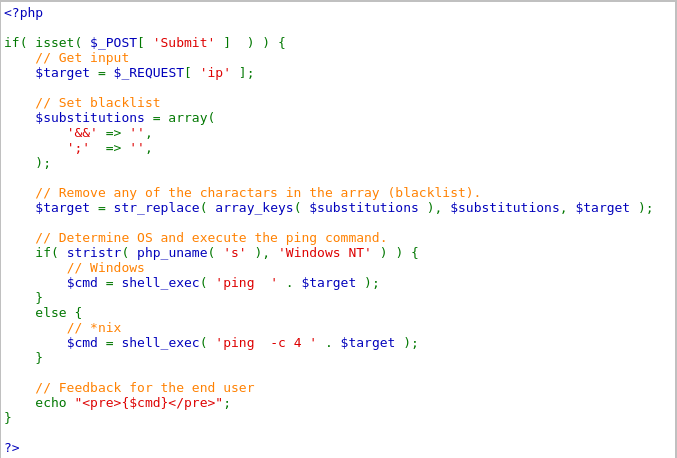 <?php

if( isset( $_POST[ 'Submit' ]  ) ) {
    // Get input
    $target = $_REQUEST[ 'ip' ];

    // Set blacklist
    $substitutions = array(
        '&&' => '',
        ';'  => '',
    );

    // Remove any of the charactars in the array (blacklist).
    $target = str_replace( array_keys( $substitutions ), $substitutions, $target );

    // Determine OS and execute the ping command.
    if( stristr( php_uname( 's' ), 'Windows NT' ) ) {
        // Windows
        $cmd = shell_exec( 'ping  ' . $target );
    }
    else {
        // *nix
        $cmd = shell_exec( 'ping  -c 4 ' . $target );
    }

    // Feedback for the end user
    echo "<pre>{$cmd}</pre>";
}

?>